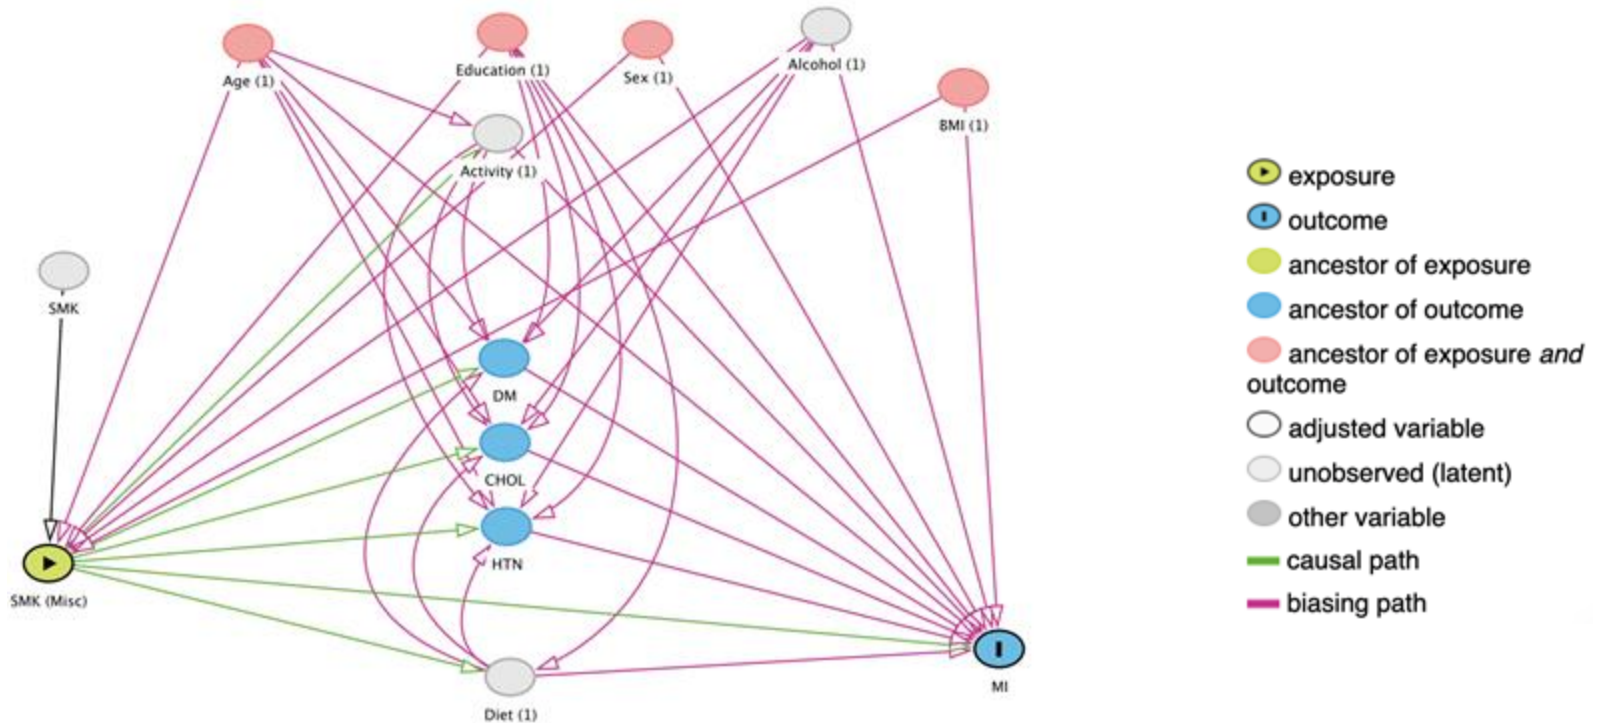 Age (1)
Education (1)
Sex (1)
Alcohol (1)
BMI (1)
Activity (1)
SMK
DM
CHOL
HTN
SMK (Misc)
MI
Diet (1)
exposure
outcome
ancestor of exposure
ancestor of outcome
ancestor of exposure and
outcome
adjusted variable
unobserved (latent)
other variable
causal path
biasing path